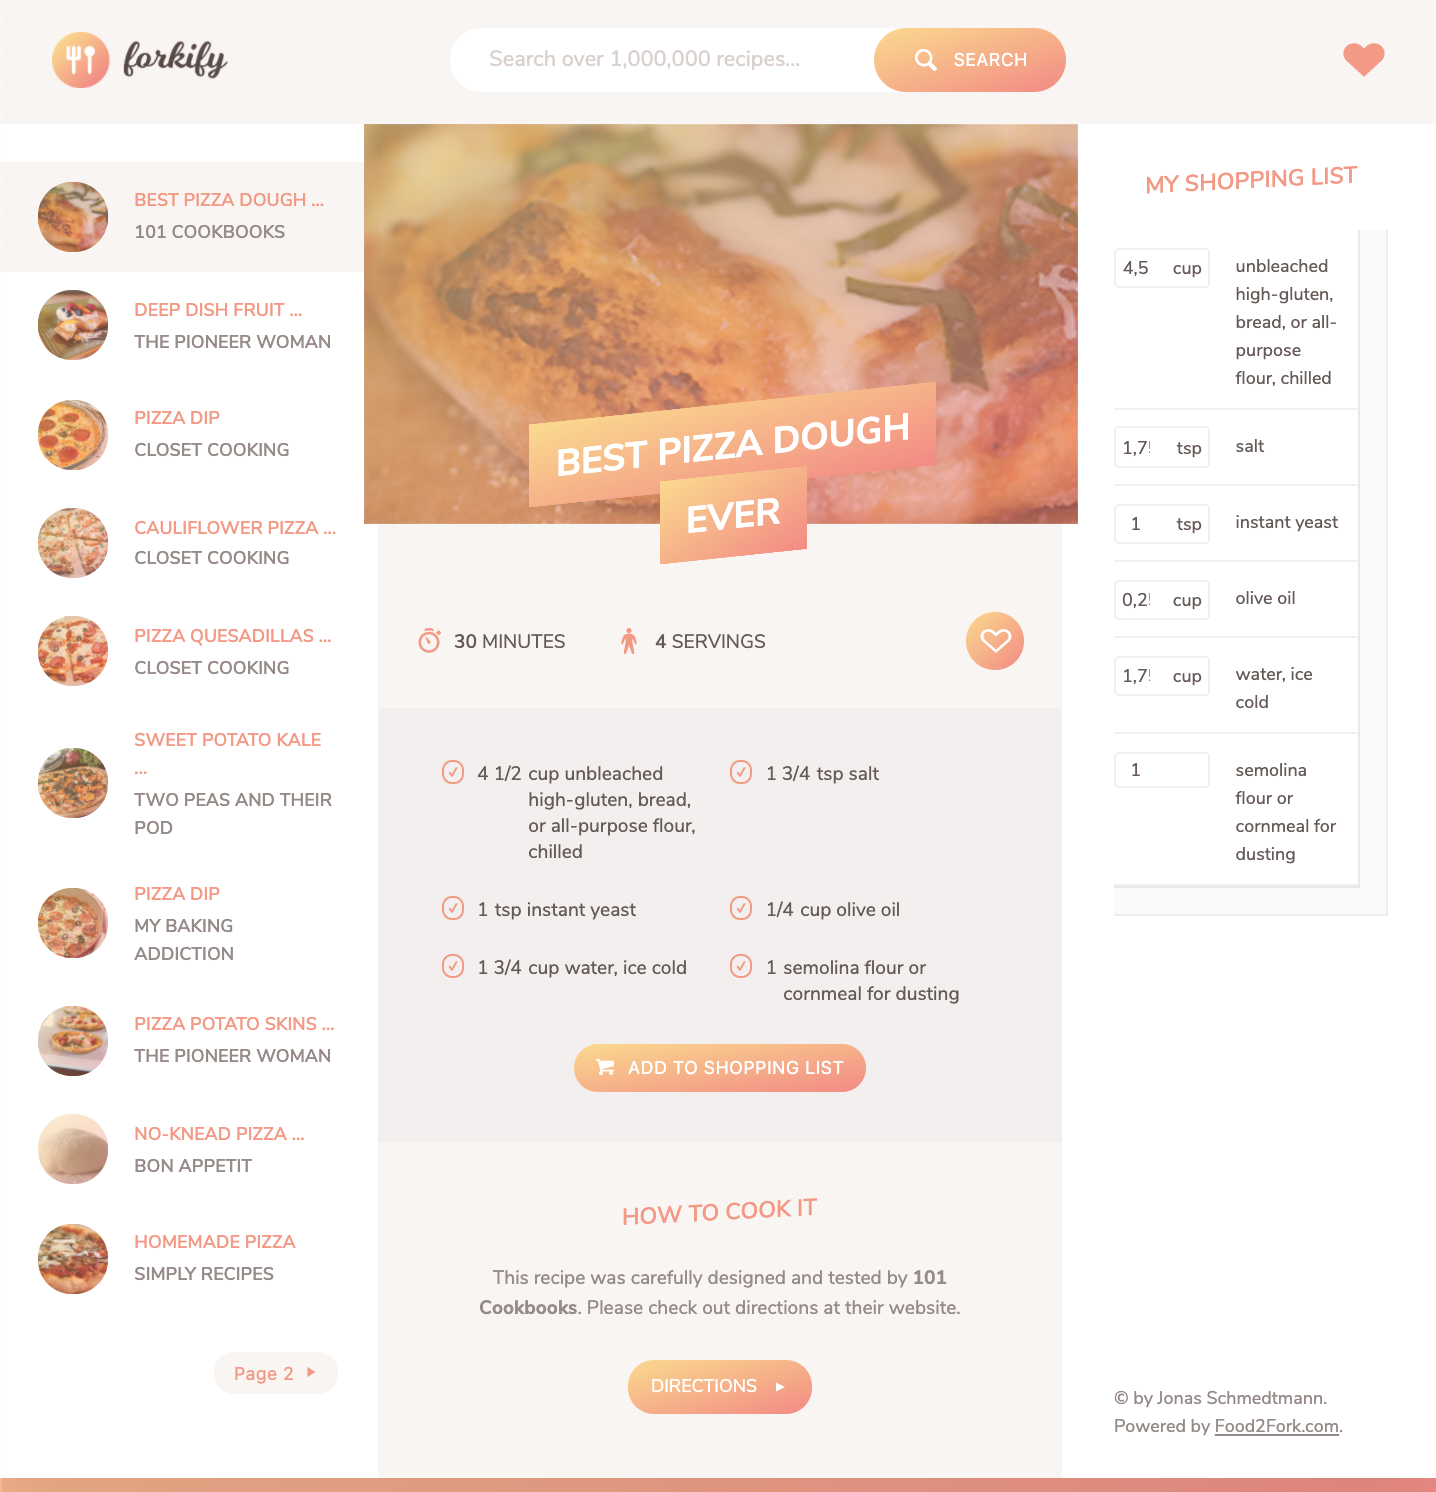 forkify
Search over 1,000,000 recipes...
SEARCH
BEST PIZZA DOUGH ...
101 COOKBOOKS
DEEP DISH FRUIT ...
THE PIONEER WOMAN
PIZZA DIP
CLOSET COOKING
CAULIFLOWER PIZZA ...
CLOSET COOKING
PIZZA QUESADILLAS ...
CLOSET COOKING
SWEET POTATO KALE
...
TWO PEAS AND THEIR
POD
PIZZA DIP
MY BAKING
ADDICTION
PIZZA POTATO SKINS ...
THE PIONEER WOMAN
NO-KNEAD PIZZA ...
BON APPETIT
HOMEMADE PIZZA
SIMPLY RECIPES
Page 2
BEST PIZZA DOUGH
EVER
30 MINUTES
4 SERVINGS
4 1/2 cup unbleached
high-gluten, bread,
or all-purpose flour,
chilled
1 3/4 tsp salt
1 tsp instant yeast
1/4 cup olive oil
1 3/4 cup water, ice cold
1 semolina flour or
cornmeal for dusting
ADD TO SHOPPING LIST
HOW TO COOK IT
This recipe was carefully designed and tested by 101
Cookbooks. Please check out directions at their website.
DIRECTIONS
MY SHOPPING LIST
4,5 cup unbleached
high-gluten,
bread, or all-
purpose
flour, chilled
1,7 tsp salt
1 tsp instant yeast
0,2 cup olive oil
1,7 cup water, ice
cold
1 semolina
flour or
cornmeal for
dusting
© by Jonas Schmedtmann.
Powered by Food2Fork.com.